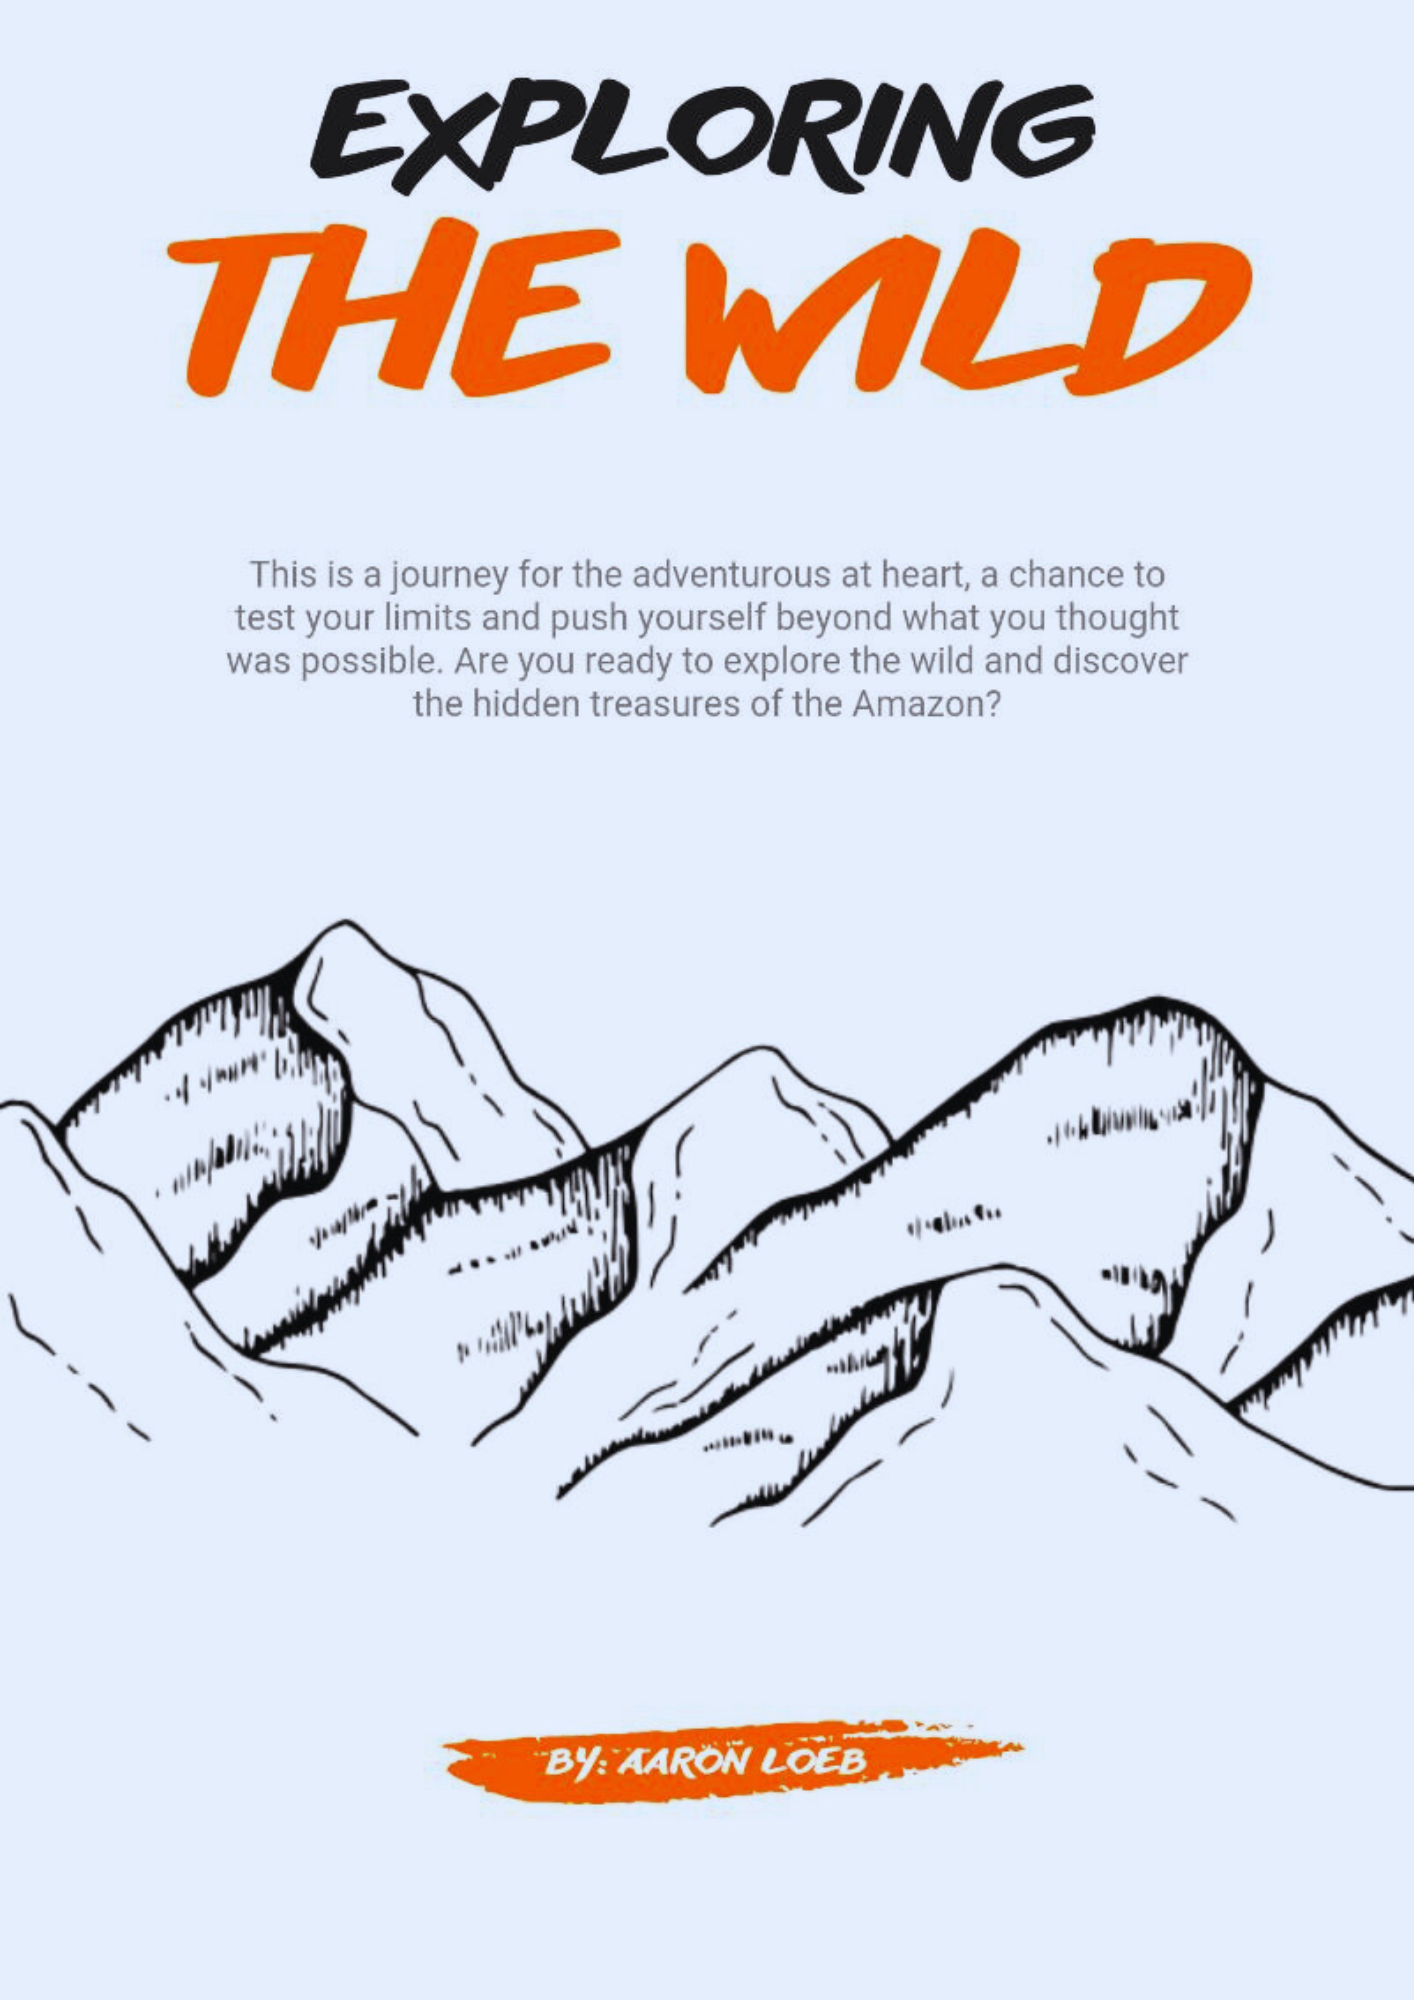 EXPLORING
THE WILD
This is a journey for the adventurous at heart, a chance to
test your limits and push yourself beyond what you thought
was possible. Are you ready to explore the wild and discover
the hidden treasures of the Amazon?
BY: AARON LOEB